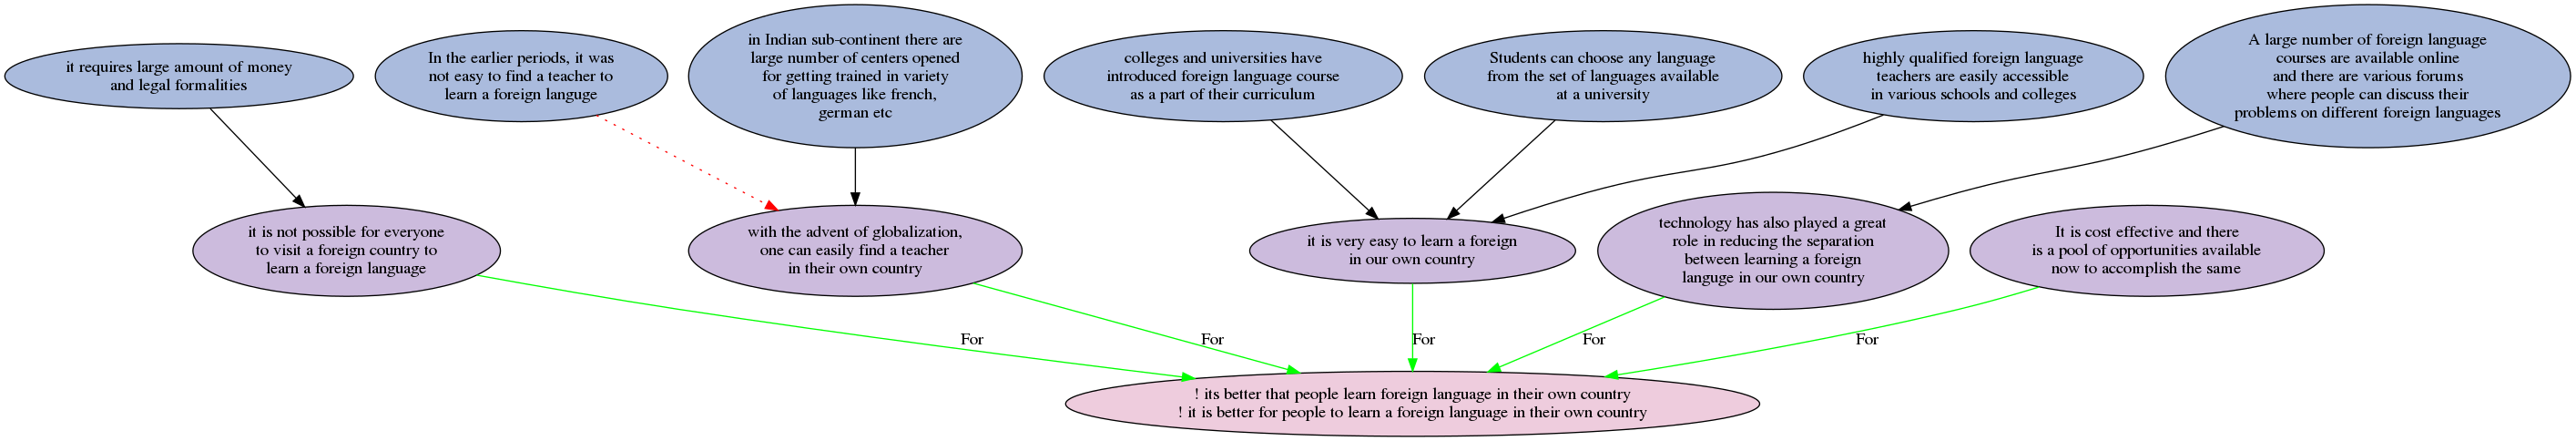 it requires large amount of money
and legal formalities
In the earlier periods, it was
not easy to find a teacher to
learn a foreign languge
in Indian sub-continent there are
large number of centers opened
for getting trained in variety
of languages like french,
german etc
colleges and universities have
introduced foreign language course
as a part of their curriculum
Students can choose any language
from the set of languages available
at a university
highly qualified foreign language
teachers are easily accessible
in various schools and colleges
A large number of foreign language
courses are available online
and there are various forums
where people can discuss their
problems on different foreign languages
it is not possible for everyone
to visit a foreign country to
learn a foreign language
with the advent of globalization,
one can easily find a teacher
in their own country
it is very easy to learn a foreign
in our own country
technology has also played a great
role in reducing the separation
between learning a foreign
languge in our own country
It is cost effective and there
is a pool of opportunities available
now to accomplish the same
For
For
For
For
For
! its better that people learn foreign language in their own country
! it is better for people to learn a foreign language in their own country